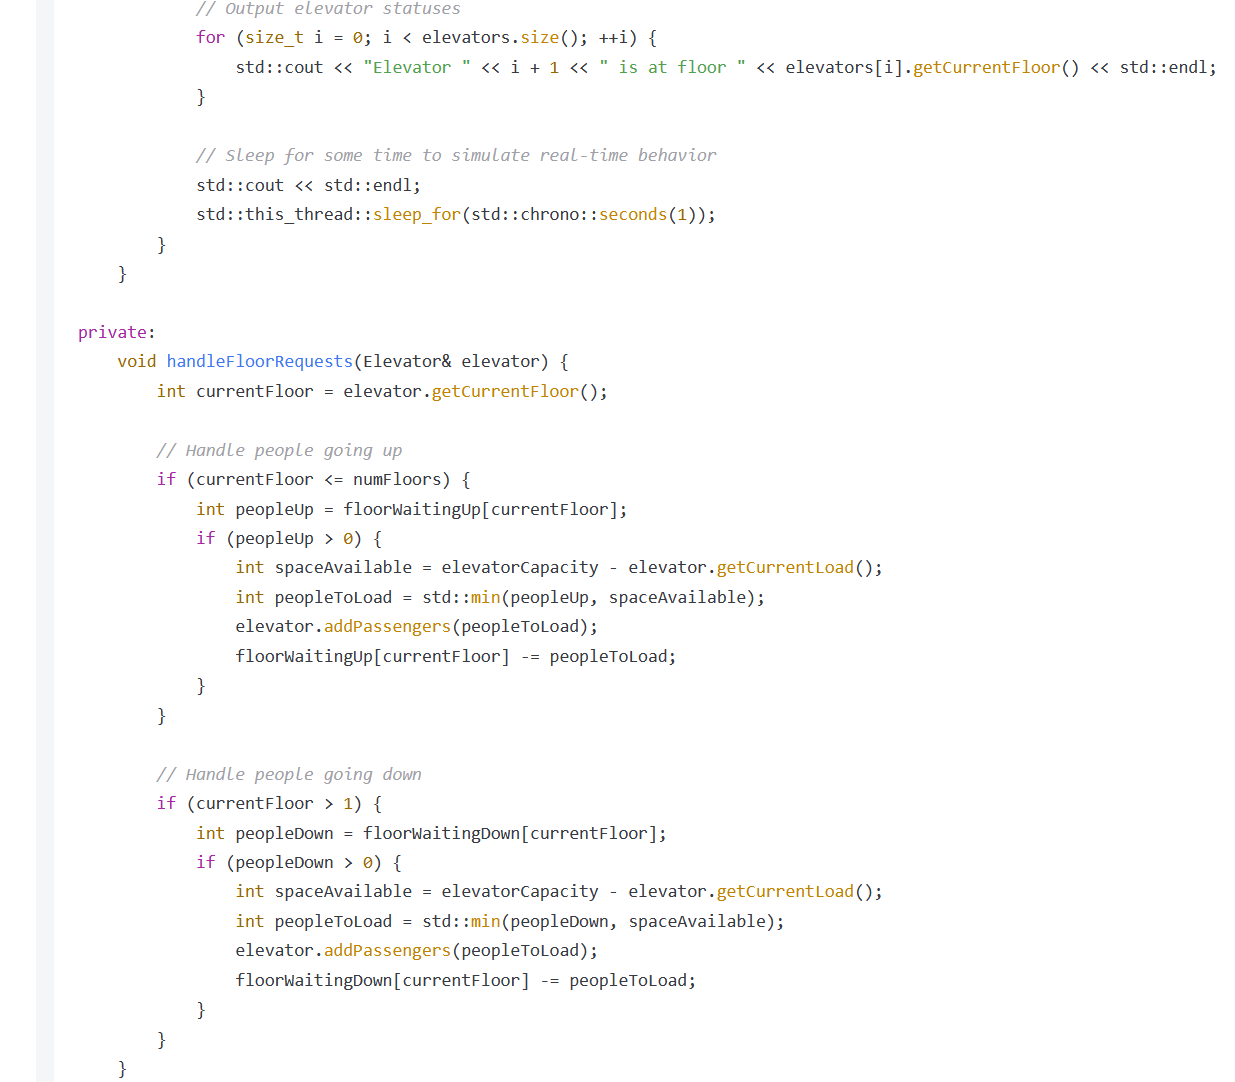 // Output elevator statuses
for (size_t i = 0; i < elevators.size(); ++i) {
std::cout << "Elevator " << i + 1 << " is at floor " << elevators[i].getCurrentFloor() << std::endl;
}
// Sleep for some time to simulate real-time behavior
std::cout << std::endl;
std::this_thread::sleep_for(std::chrono::seconds(1));
}
}
private:
void handleFloorRequests(Elevator& elevator) {
int currentFloor = elevator.getCurrentFloor();
// Handle people going up
if (currentFloor <= numFloors) {
int peopleUp = floorWaitingUp[currentFloor];
if (peopleUp > 0) {
int spaceAvailable = elevatorCapacity - elevator.getCurrentLoad();
int peopleToLoad = std::min(peopleUp, spaceAvailable);
elevator.addPassengers(peopleToLoad);
floorWaitingUp[currentFloor] -= peopleToLoad;
}
}
// Handle people going down
if (currentFloor > 1) {
int peopleDown = floorWaitingDown[currentFloor];
if (peopleDown > 0) {
int spaceAvailable = elevatorCapacity - elevator.getCurrentLoad();
int peopleToLoad = std::min(peopleDown, spaceAvailable);
elevator.addPassengers(peopleToLoad);
floorWaitingDown[currentFloor] -= peopleToLoad;
}
}
}